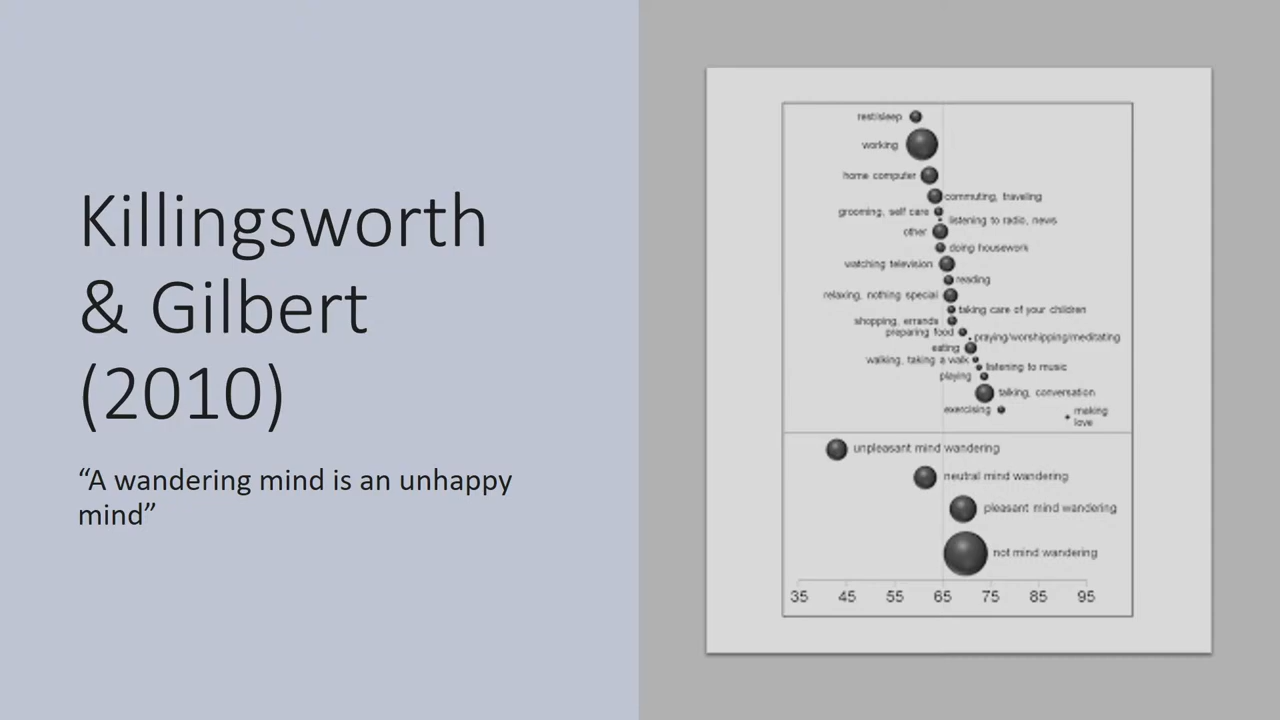 Killingsworth
& Gilbert
(2010)
“A wandering mind is an unhappy
mind”
rest/sleep
working
home computer
commuting, traveling
grooming, self care
listening to radio, news
other
doing housework
watching television
reading
relaxing, nothing special
taking care of your children
shopping, errands
preparing food
praying/worshipping/meditating
eating
walking, taking a walk
listening to music
playing
talking, conversation
exercising
making
love
unpleasant mind wandering
neutral mind wandering
pleasant mind wandering
not mind wandering
35 45 55 65 75 85 95